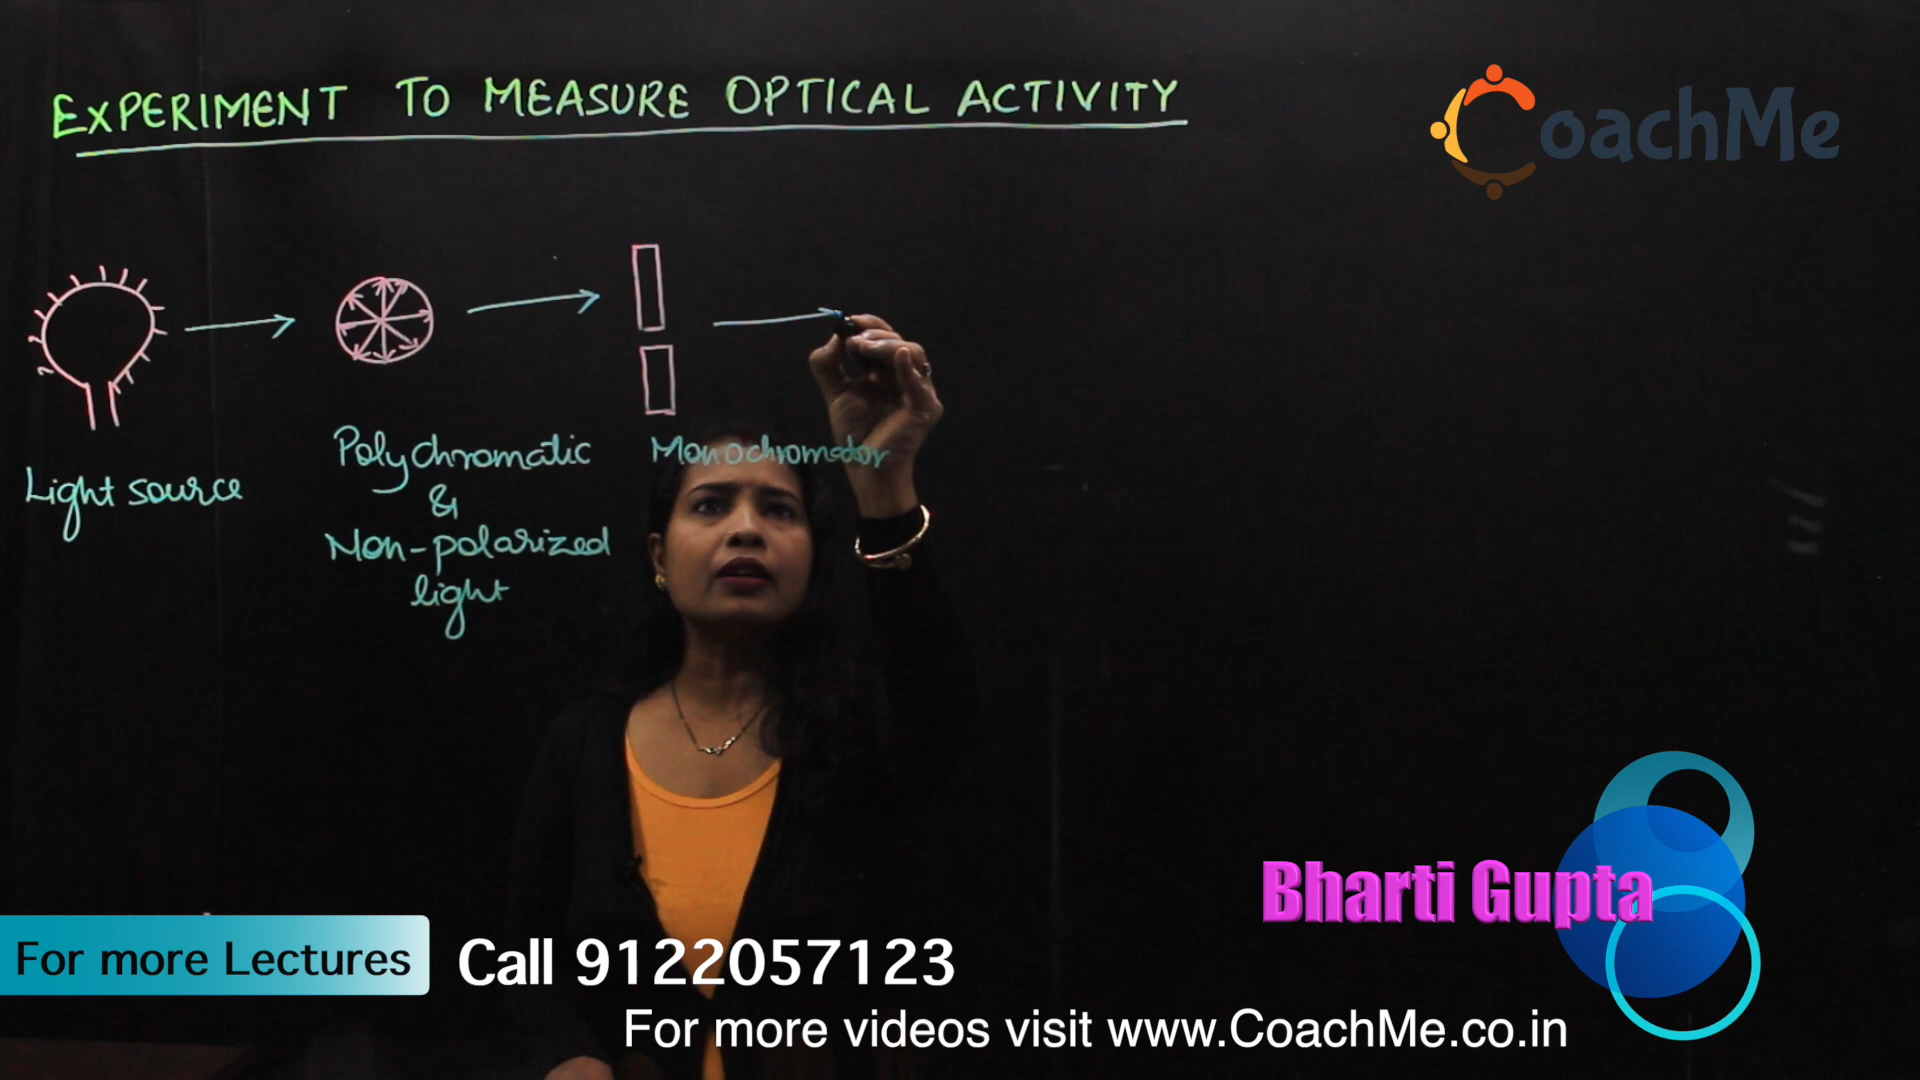 EXPERIMENT TO MEASURE OPTICAL ACTIVITY
CoachMe
Light source
Polychromatic
&
Non-polarized
light
Monochromator
Bharti Gupta
For more Lectures
Call 9122057123
For more videos visit www.CoachMe.co.in